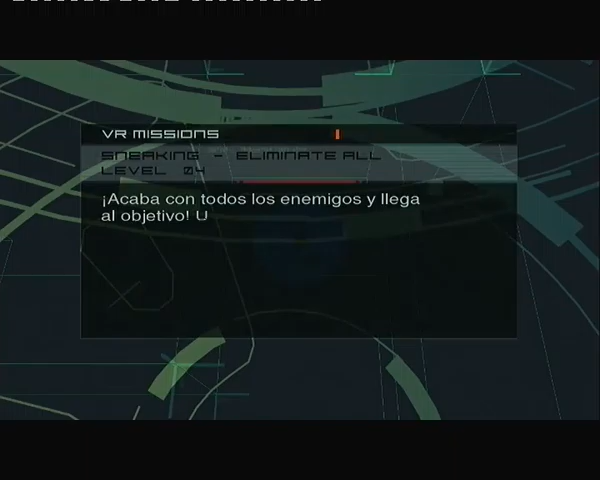 VR MISSIONS
SNEAKING - ELIMINATE ALL
LEVEL 04
¡Acaba con todos los enemigos y llega
al objetivo! U